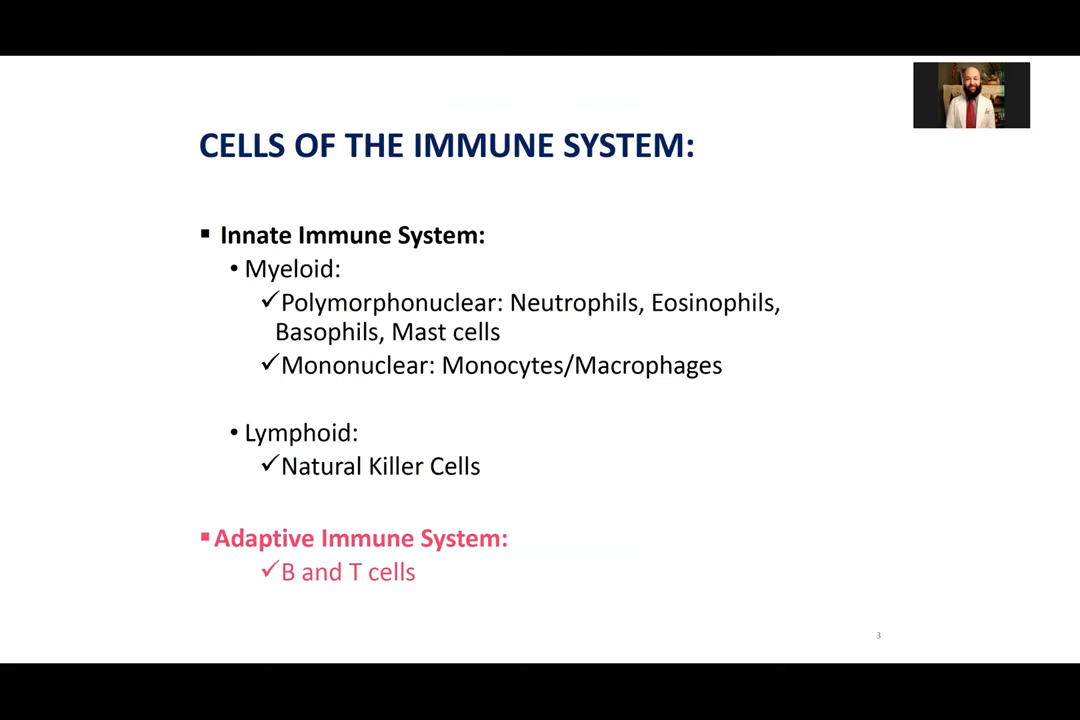 CELLS OF THE IMMUNE SYSTEM:
▪ Innate Immune System:
• Myeloid:
✓Polymorphonuclear: Neutrophils, Eosinophils,
Basophils, Mast cells
✓Mononuclear: Monocytes/Macrophages
• Lymphoid:
✓Natural Killer Cells
▪Adaptive Immune System:
✓B and T cells
3